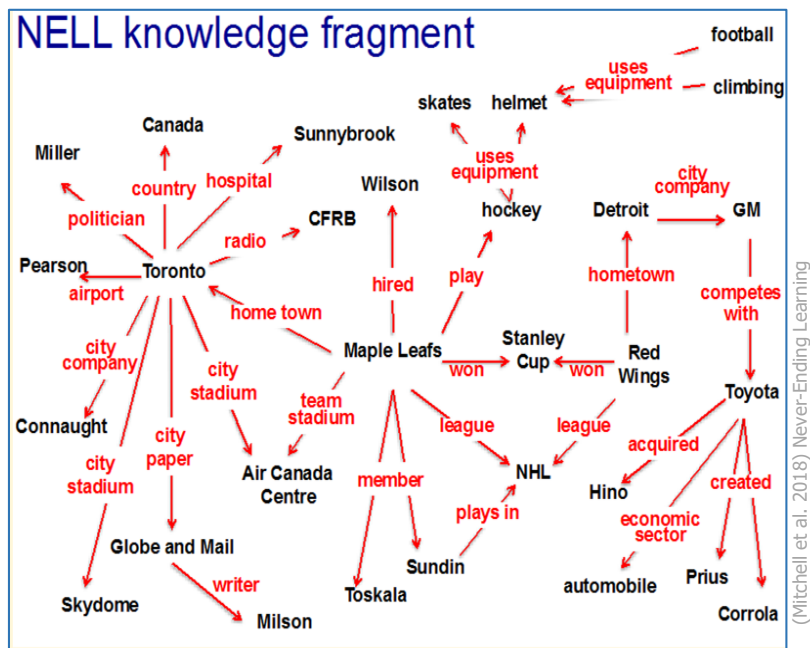 NELL knowledge fragment
football
uses
equipment
climbing
skates
helmet
Canada
Sunnybrook
Miller
country
hospital
Wilson
uses
equipment
city
company
politician
CFRB
hockey
Detroit
GM
radio
Pearson
Toronto
airport
hired
play
hometown
competes
with
home town
city
company
Maple Leafs
won
Stanley
Cup
won
Red
Wings
city
stadium
team
stadium
Toyota
Connaught
city
paper
league
league
acquired
city
stadium
Air Canada
Centre
member
NHL
Hino
created
plays in
economic
sector
Globe and Mail
Sundin
automobile
Prius
writer
Toskala
Skydome
Milson
Corrola
(Mitchell et al. 2018) Never-Ending Learning